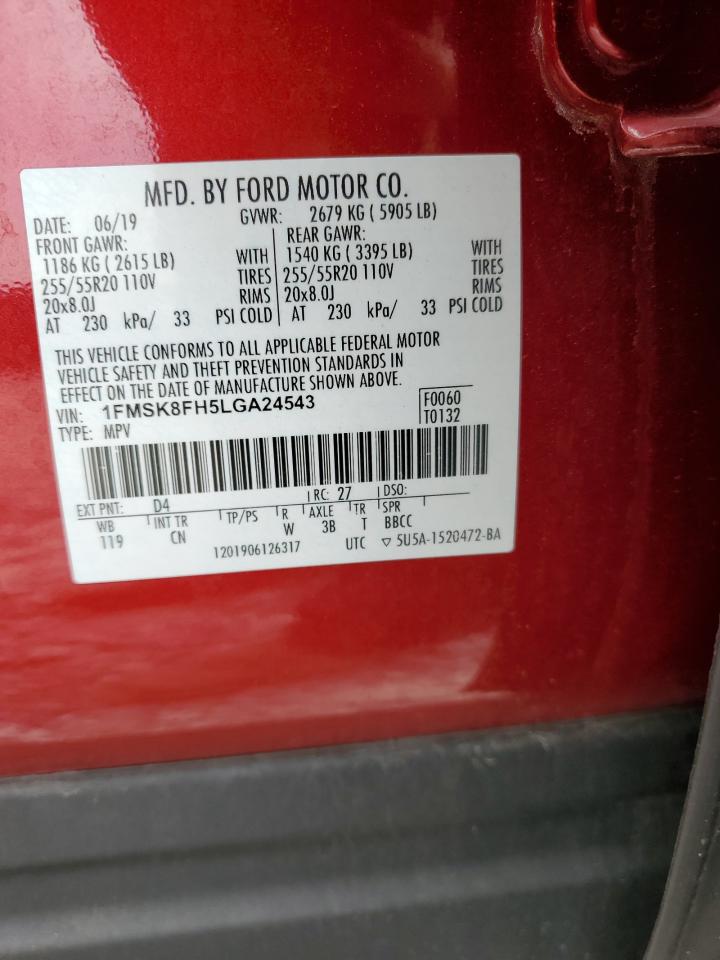 MFD. BY FORD MOTOR CO.
DATE: 06/19 GVWR: 2679 KG ( 5905 LB)
FRONT GAWR: REAR GAWR:
1186 KG ( 2615 LB) WITH 1540 KG ( 3395 LB) WITH
255/55R20 110V TIRES 255/55R20 110V TIRES
20x8.0J RIMS 20x8.0J RIMS
AT 230 kPa/ 33 PSI COLD AT 230 kPa/ 33 PSI COLD
THIS VEHICLE CONFORMS TO ALL APPLICABLE FEDERAL MOTOR
VEHICLE SAFETY AND THEFT PREVENTION STANDARDS IN
EFFECT ON THE DATE OF MANUFACTURE SHOWN ABOVE.
VIN: 1FMSK8FH5LGA24543 F0060
TYPE: MPV T0132
EXT PNT: D4 RC: 27 DSO:
WB INT TR TP/PS R AXLE TR SPR
119 CN W 3B T BBCC
1201906126317 UTC ▽ 5U5A-1520472-BA